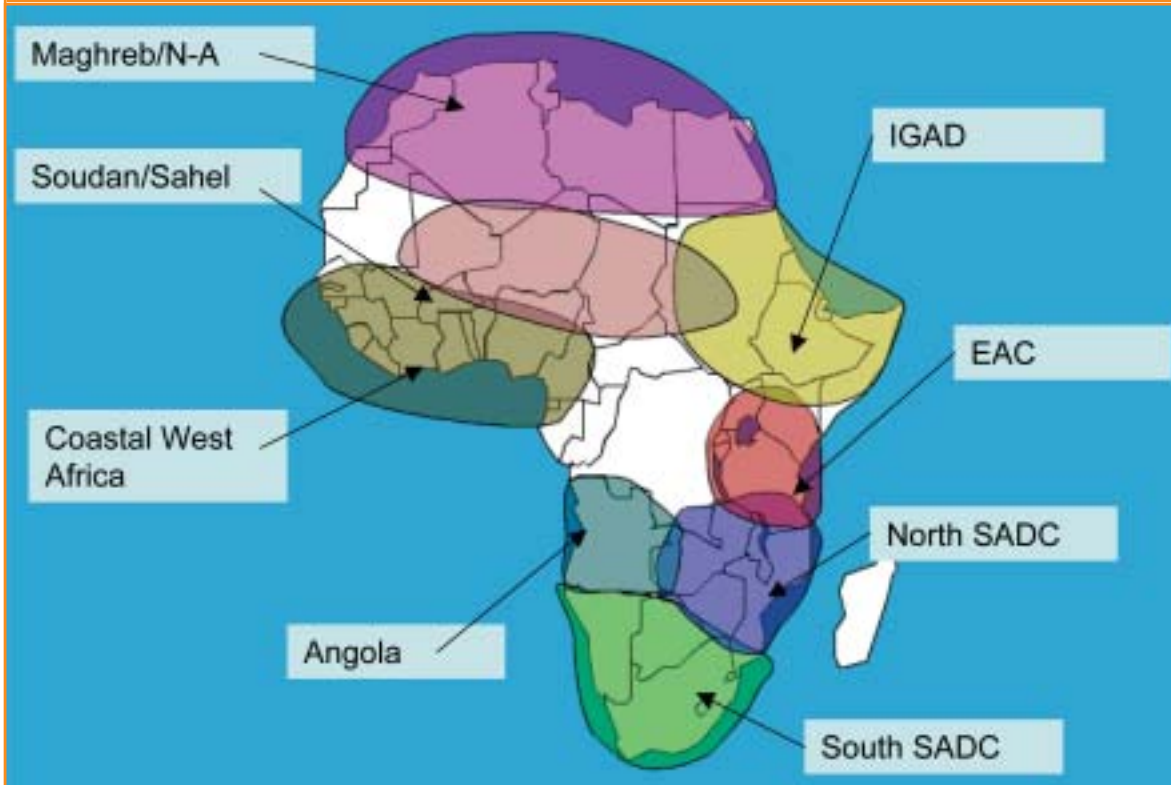 Maghreb/N-A
IGAD
Soudan/Sahel
EAC
Coastal West
Africa
North SADC
Angola
South SADC